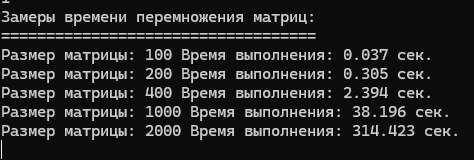 Замеры времени перемножения матриц:
===================================
Размер матрицы: 100 Время выполнения: 0.037 сек.
Размер матрицы: 200 Время выполнения: 0.305 сек.
Размер матрицы: 400 Время выполнения: 2.394 сек.
Размер матрицы: 1000 Время выполнения: 38.196 сек.
Размер матрицы: 2000 Время выполнения: 314.423 сек.